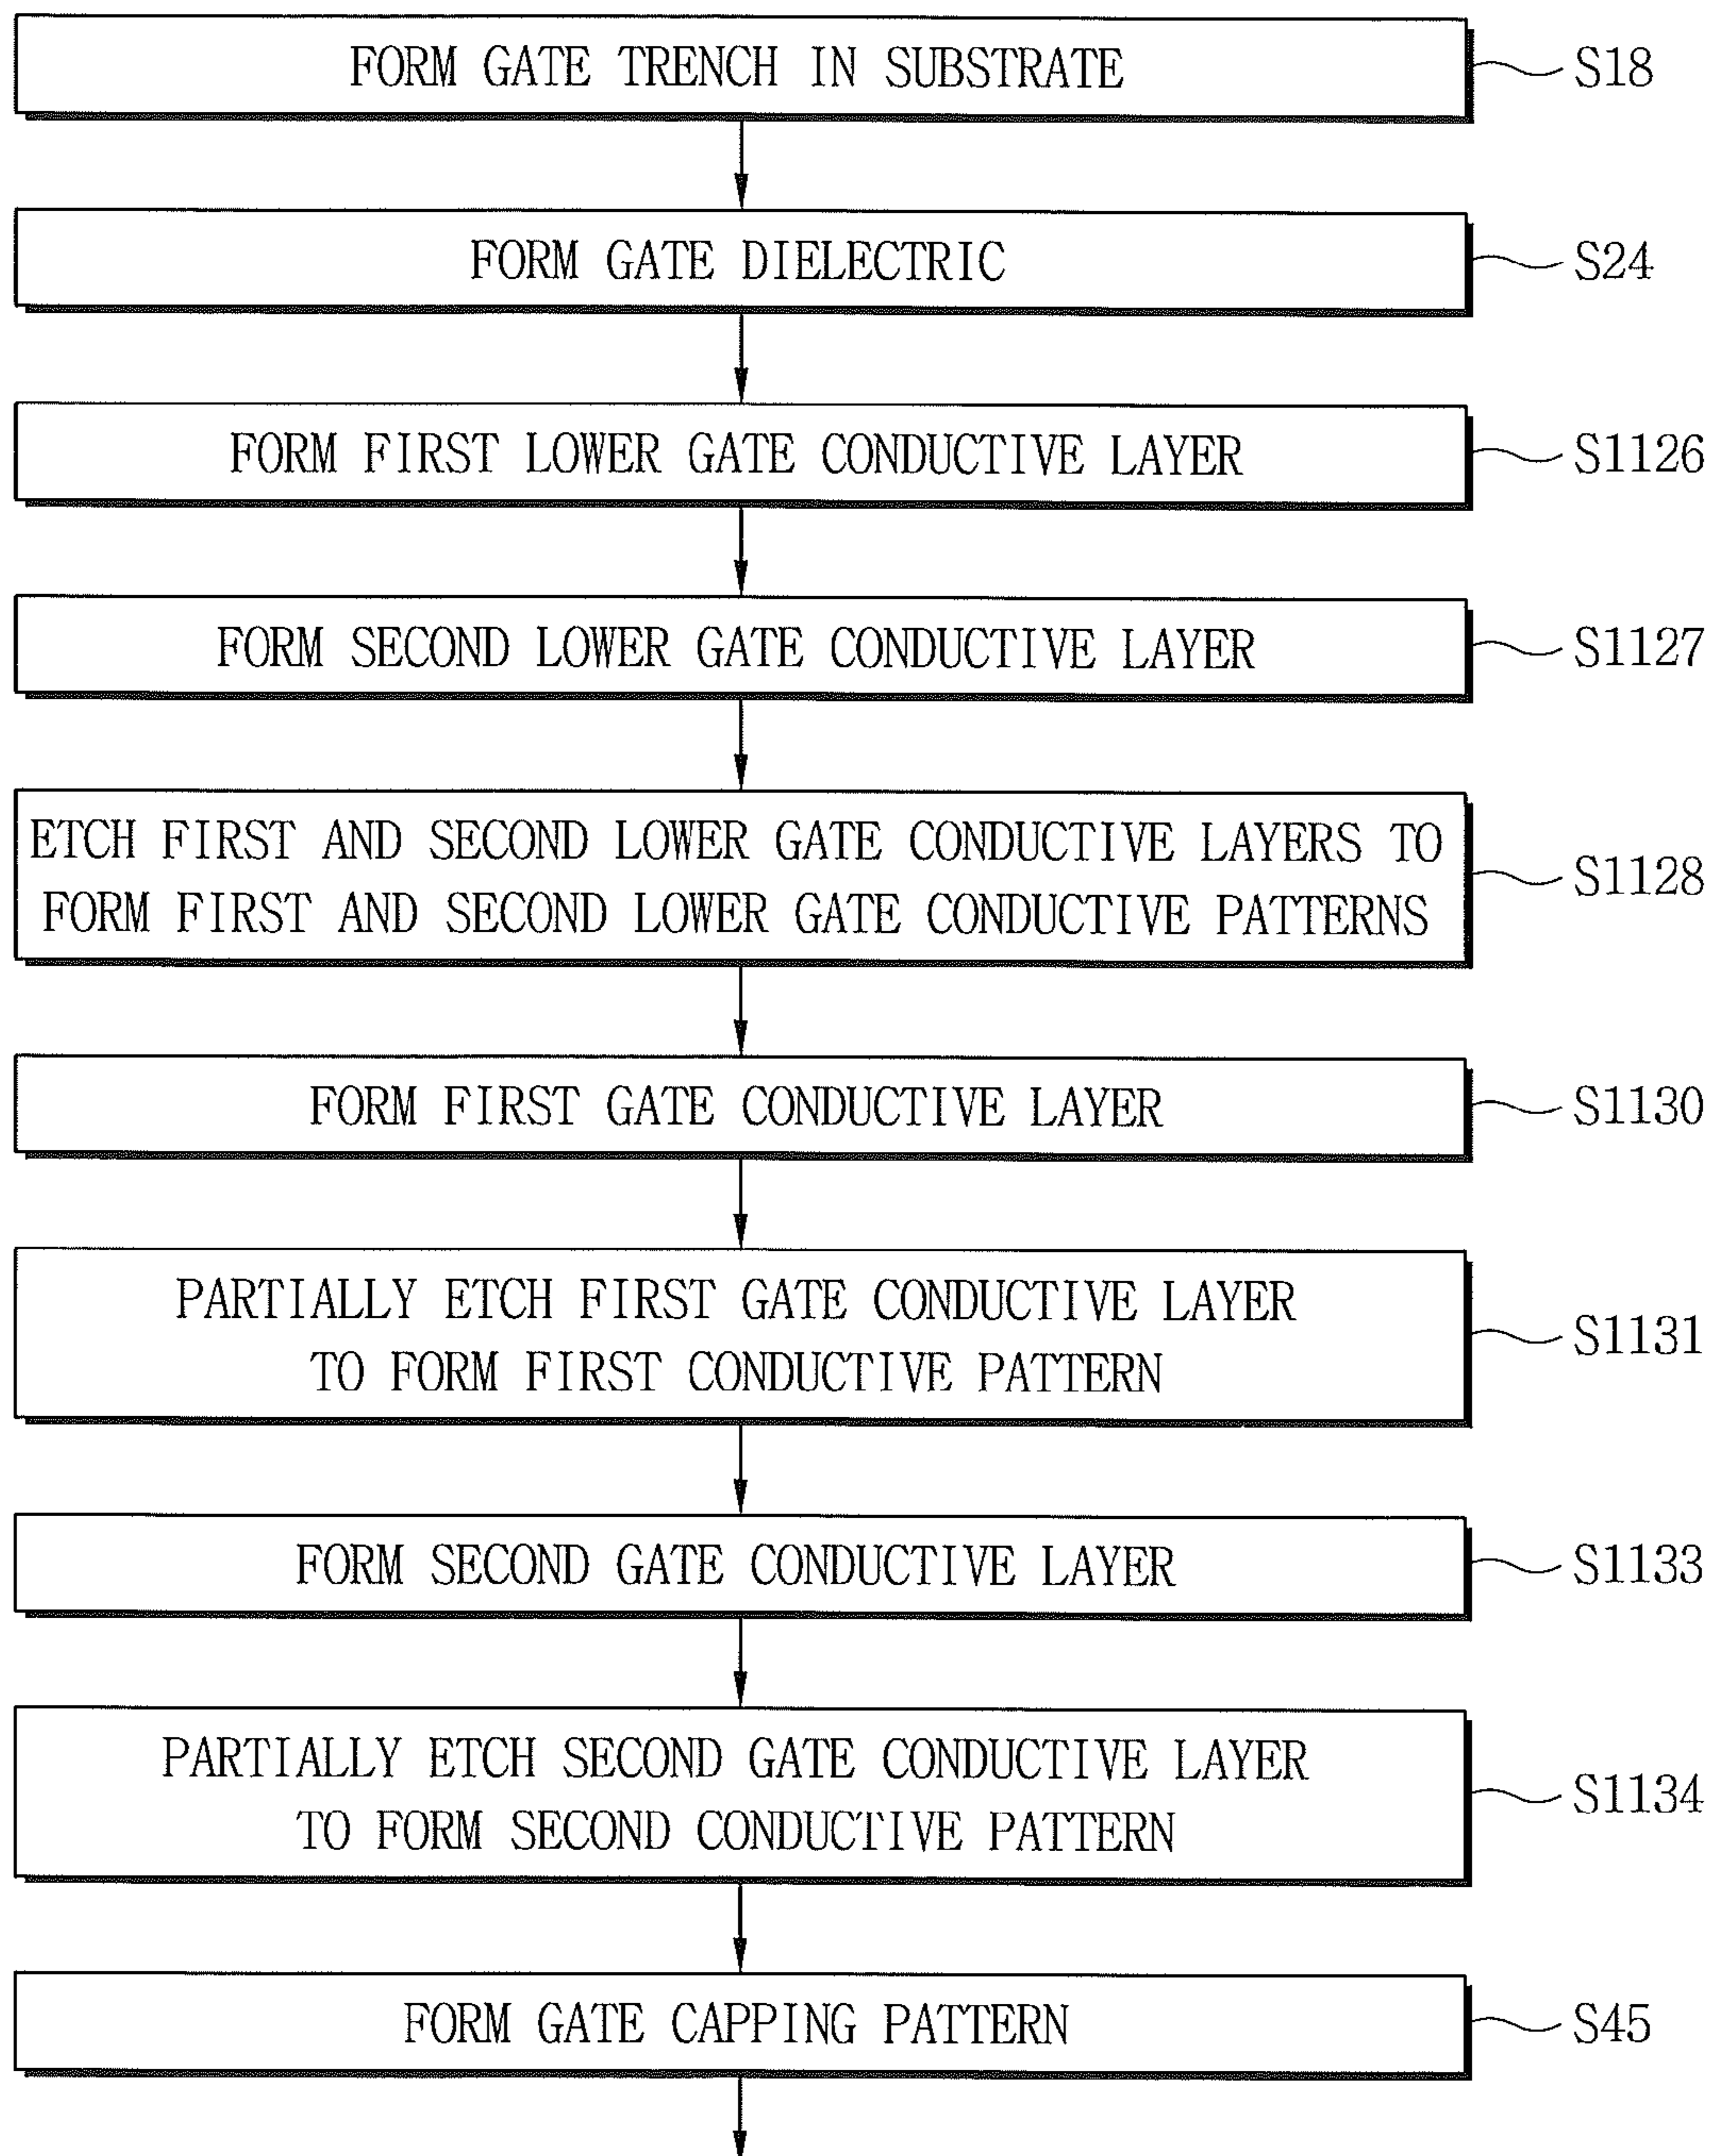 FORM GATE TRENCH IN SUBSTRATE
S18
FORM GATE DIELECTRIC
S24
FORM FIRST LOWER GATE CONDUCTIVE LAYER
S1126
FORM SECOND LOWER GATE CONDUCTIVE LAYER
S1127
ETCH FIRST AND SECOND LOWER GATE CONDUCTIVE LAYERS TO
FORM FIRST AND SECOND LOWER GATE CONDUCTIVE PATTERNS
S1128
FORM FIRST GATE CONDUCTIVE LAYER
S1130
PARTIALLY ETCH FIRST GATE CONDUCTIVE LAYER
TO FORM FIRST CONDUCTIVE PATTERN
S1131
FORM SECOND GATE CONDUCTIVE LAYER
S1133
PARTIALLY ETCH SECOND GATE CONDUCTIVE LAYER
TO FORM SECOND CONDUCTIVE PATTERN
S1134
FORM GATE CAPPING PATTERN
S45